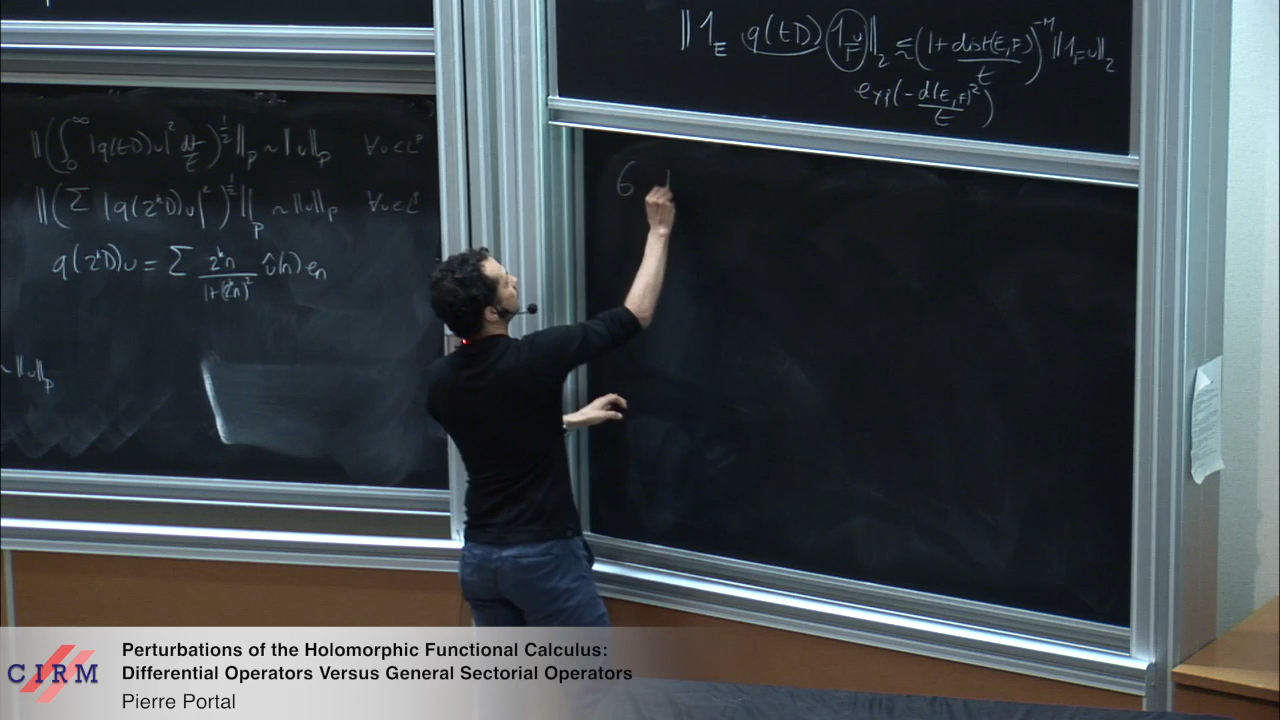 ‖(∫₀^∞ |q(tD)u|² dt/t)^{1/2}‖_p ~ ‖u‖_p ∀u∈L^p
‖(Σ |q(2^k D)u|²)^{1/2}‖_p ~ ‖u‖_p ∀u∈L^p
q(2^k D)u = Σ 2^k n / (1+(2^k n)²) û(n) e_n
~ ‖u‖_p
‖1_E q(tD) 1_F u‖_2 ≲ (1 + dist(E,F)/t)^{-M} ‖1_F u‖_2
exp(-d(E,F)²/t)
6
CIRM
Perturbations of the Holomorphic Functional Calculus:
Differential Operators Versus General Sectorial Operators
Pierre Portal